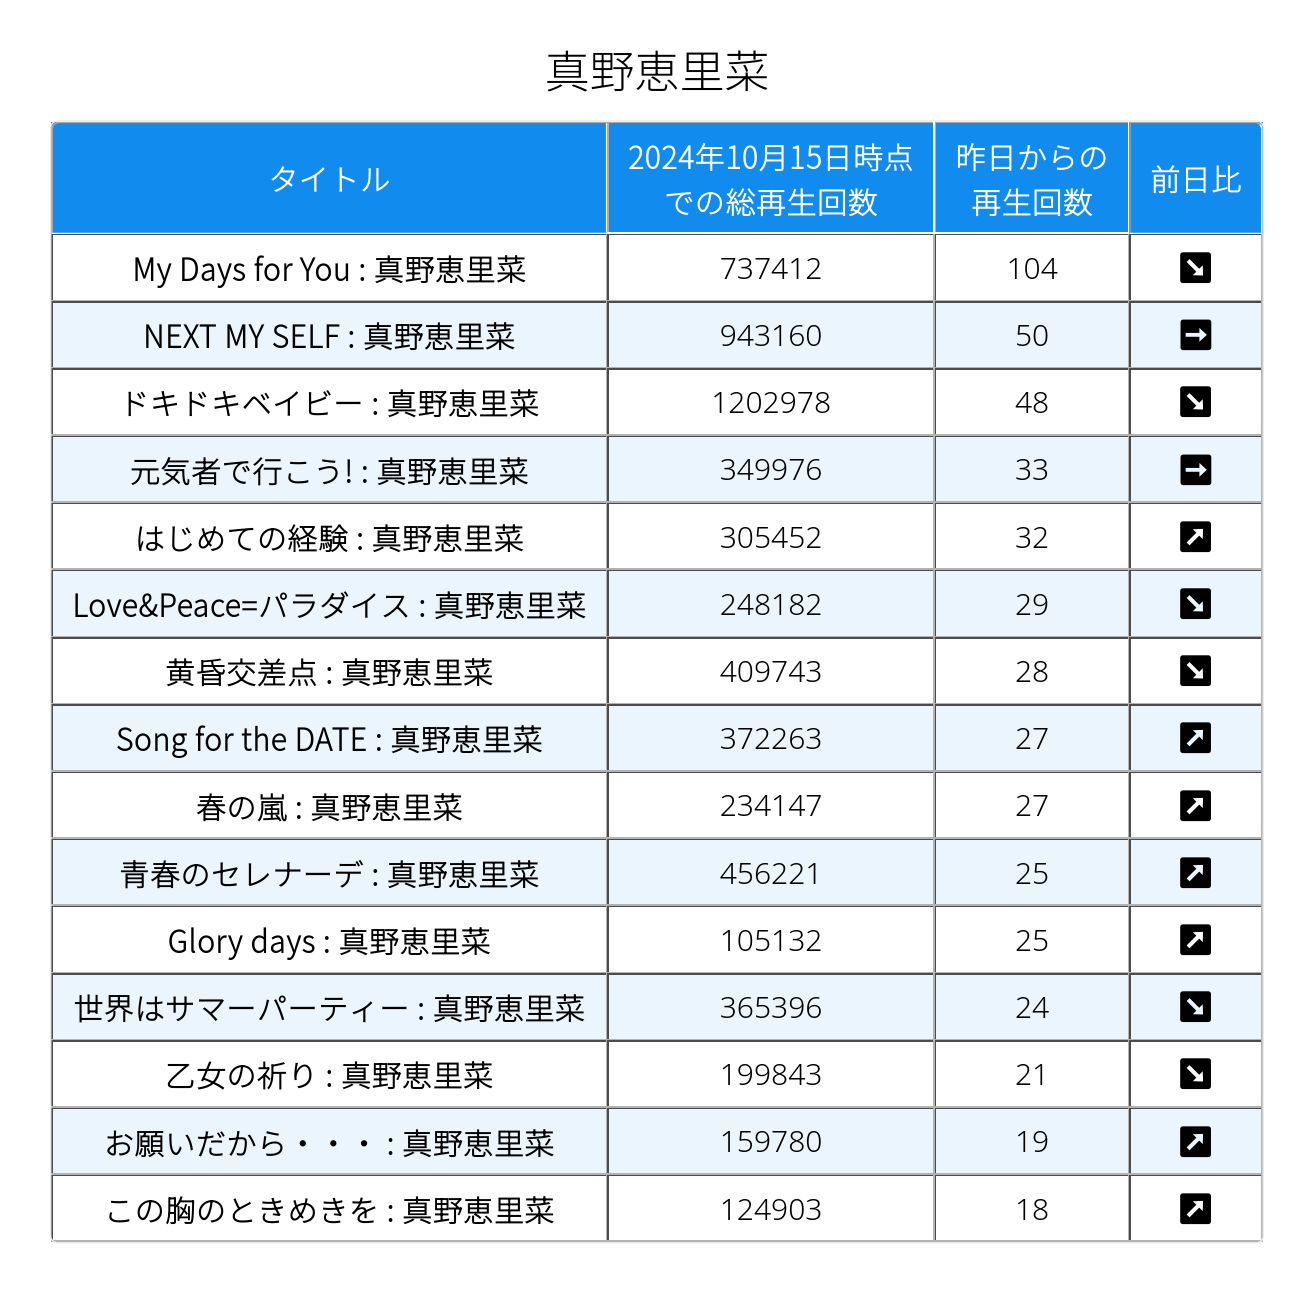 真野恵里菜
タイトル 2024年10月15日時点での総再生回数 昨日からの再生回数 前日比
My Days for You : 真野恵里菜 737412 104 ↘
NEXT MY SELF : 真野恵里菜 943160 50 →
ドキドキベイビー : 真野恵里菜 1202978 48 ↘
元気者で行こう! : 真野恵里菜 349976 33 →
はじめての経験 : 真野恵里菜 305452 32 ↗
Love&Peace=パラダイス : 真野恵里菜 248182 29 ↘
黄昏交差点 : 真野恵里菜 409743 28 ↘
Song for the DATE : 真野恵里菜 372263 27 ↗
春の嵐 : 真野恵里菜 234147 27 ↗
青春のセレナーデ : 真野恵里菜 456221 25 ↗
Glory days : 真野恵里菜 105132 25 ↗
世界はサマーパーティー : 真野恵里菜 365396 24 ↘
乙女の祈り : 真野恵里菜 199843 21 ↘
お願いだから・・・ : 真野恵里菜 159780 19 ↗
この胸のときめきを : 真野恵里菜 124903 18 ↗